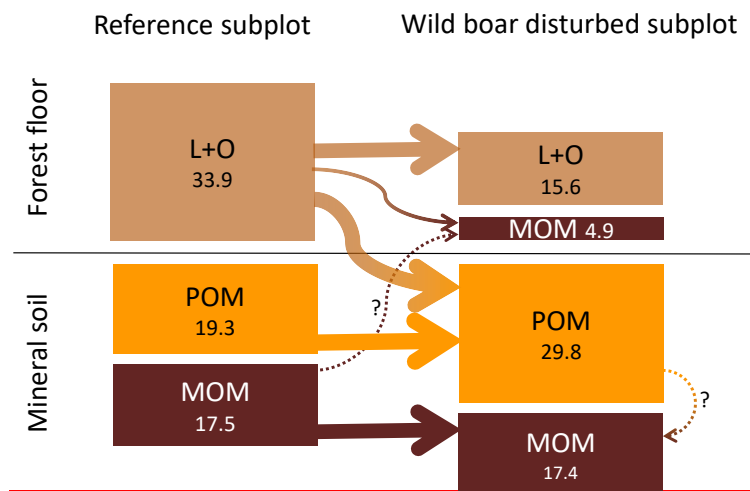 Reference subplot
Wild boar disturbed subplot
Forest floor
L+O
33.9
L+O
15.6
MOM 4.9
Mineral soil
POM
19.3
?
POM
29.8
?
MOM
17.5
MOM
17.4